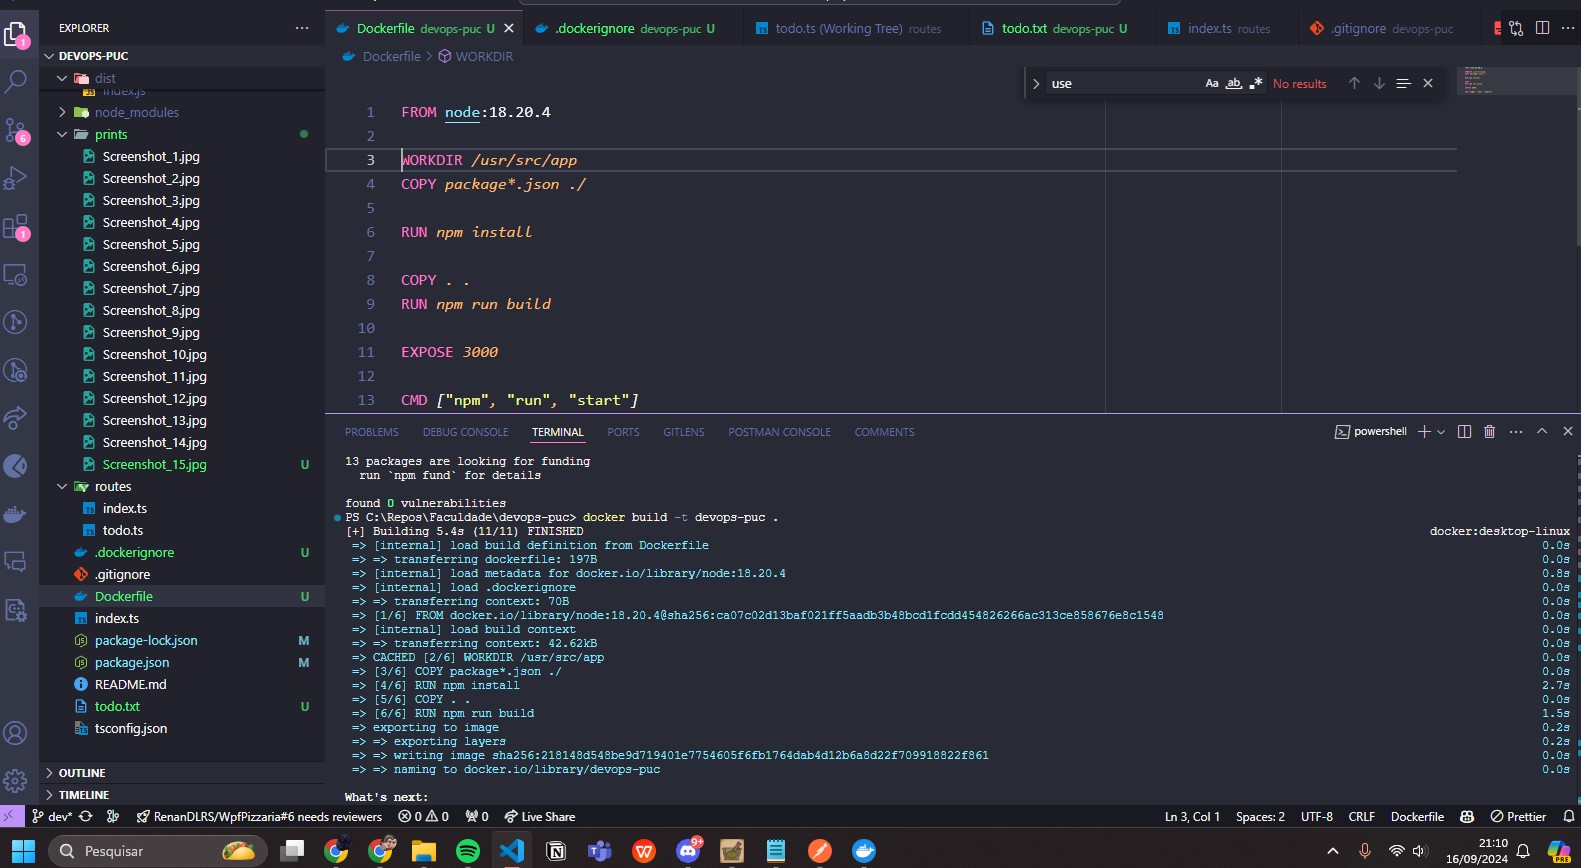 EXPLORER
DEVOPS-PUC
dist
index.js
node_modules
prints
Screenshot_1.jpg
Screenshot_2.jpg
Screenshot_3.jpg
Screenshot_4.jpg
Screenshot_5.jpg
Screenshot_6.jpg
Screenshot_7.jpg
Screenshot_8.jpg
Screenshot_9.jpg
Screenshot_10.jpg
Screenshot_11.jpg
Screenshot_12.jpg
Screenshot_13.jpg
Screenshot_14.jpg
Screenshot_15.jpg U
routes
index.ts
todo.ts
.dockerignore U
.gitignore
Dockerfile U
index.ts
package-lock.json M
package.json M
README.md
todo.txt U
tsconfig.json
OUTLINE
TIMELINE
1
6
1
Dockerfile devops-puc U
.dockerignore devops-puc U
todo.ts (Working Tree) routes
todo.txt devops-puc U
index.ts routes
.gitignore devops-puc
Dockerfile > WORKDIR
use Aa ab .* No results
1 FROM node:18.20.4
2
3 WORKDIR /usr/src/app
4 COPY package*.json ./
5
6 RUN npm install
7
8 COPY . .
9 RUN npm run build
10
11 EXPOSE 3000
12
13 CMD ["npm", "run", "start"]
PROBLEMS DEBUG CONSOLE TERMINAL PORTS GITLENS POSTMAN CONSOLE COMMENTS powershell
13 packages are looking for funding
run `npm fund` for details
found 0 vulnerabilities
PS C:\Repos\Faculdade\devops-puc> docker build -t devops-puc .
[+] Building 5.4s (11/11) FINISHED docker:desktop-linux
=> [internal] load build definition from Dockerfile 0.0s
=> => transferring dockerfile: 197B 0.0s
=> [internal] load metadata for docker.io/library/node:18.20.4 0.8s
=> [internal] load .dockerignore 0.0s
=> => transferring context: 70B 0.0s
=> [1/6] FROM docker.io/library/node:18.20.4@sha256:ca07c02d13baf021ff5aadb3b48bcd1fcdd454826266ac313ce858676e8c1548 0.0s
=> [internal] load build context 0.0s
=> => transferring context: 42.62kB 0.0s
=> CACHED [2/6] WORKDIR /usr/src/app 0.0s
=> [3/6] COPY package*.json ./ 0.0s
=> [4/6] RUN npm install 2.7s
=> [5/6] COPY . . 0.0s
=> [6/6] RUN npm run build 1.5s
=> exporting to image 0.2s
=> => exporting layers 0.2s
=> => writing image sha256:218148d548be9d719401e7754605f6fb1764dab4d12b6a8d22f709918822f861 0.0s
=> => naming to docker.io/library/devops-puc 0.0s
What's next:
dev* RenanDLRS/WpfPizzaria#6 needs reviewers 0 0 0 Live Share Ln 3, Col 1 Spaces: 2 UTF-8 CRLF Dockerfile Prettier
Pesquisar
9+
21:10
16/09/2024
PRE